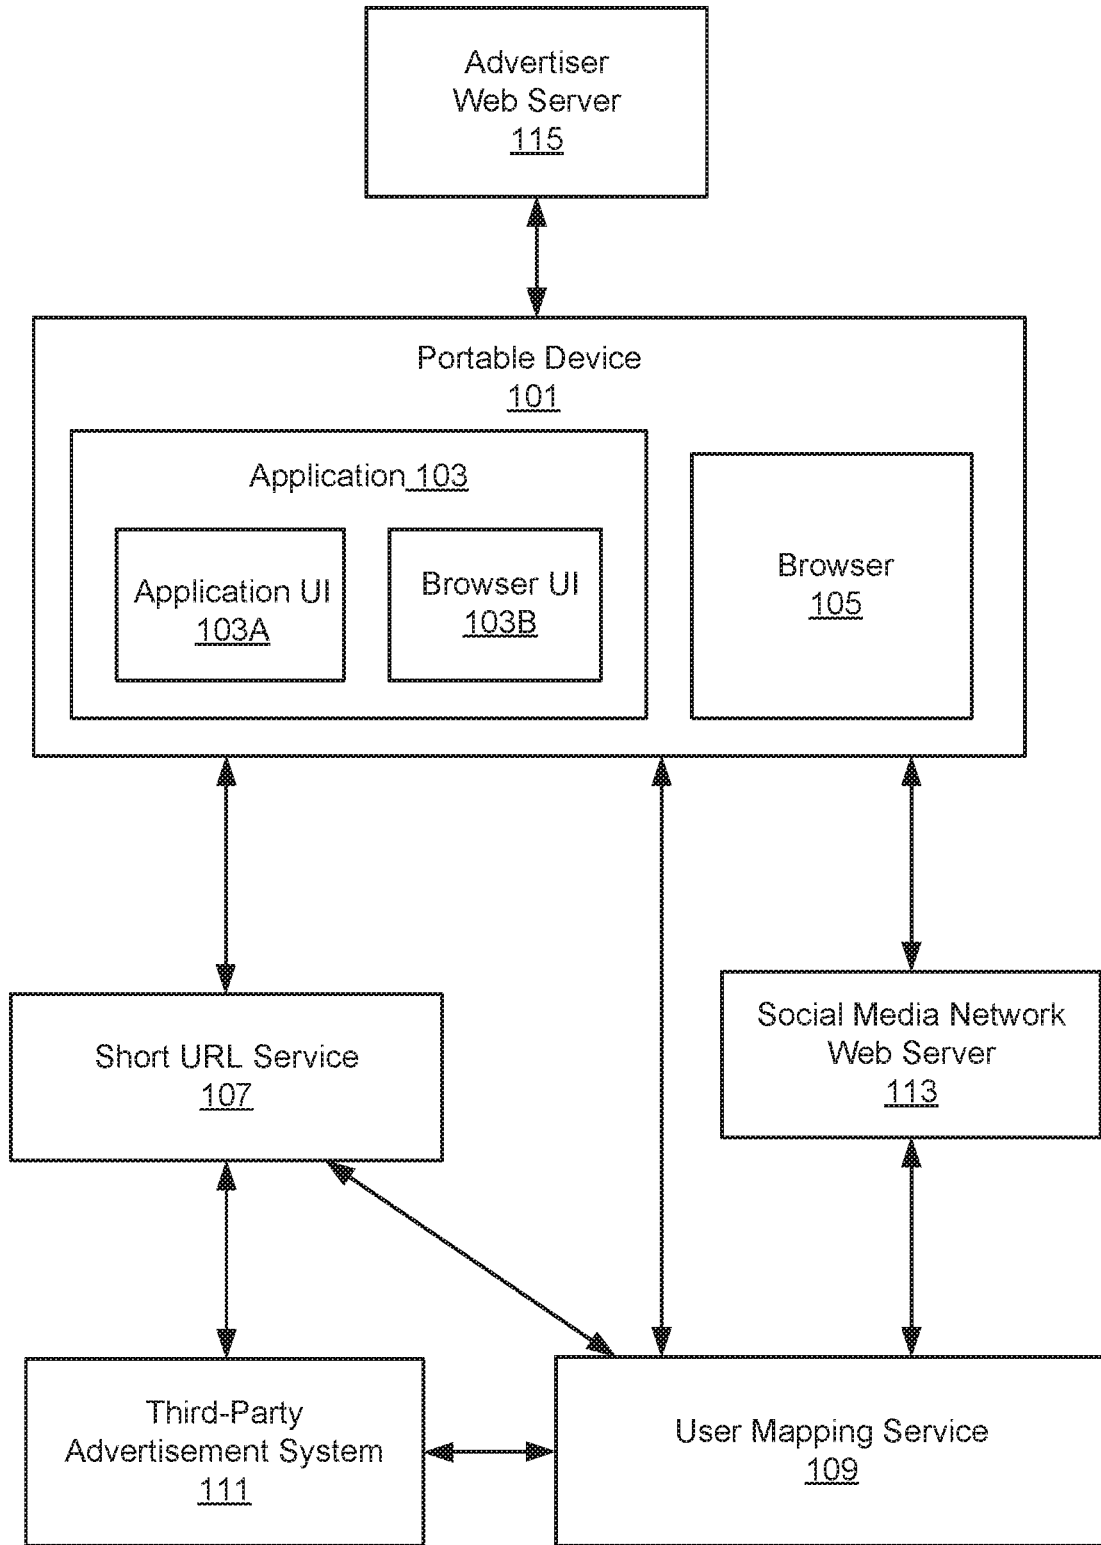 Advertiser
Web Server
115
Portable Device
101
Application 103
Application UI
103A
Browser UI
103B
Browser
105
Short URL Service
107
Social Media Network
Web Server
113
Third-Party
Advertisement System
111
User Mapping Service
109